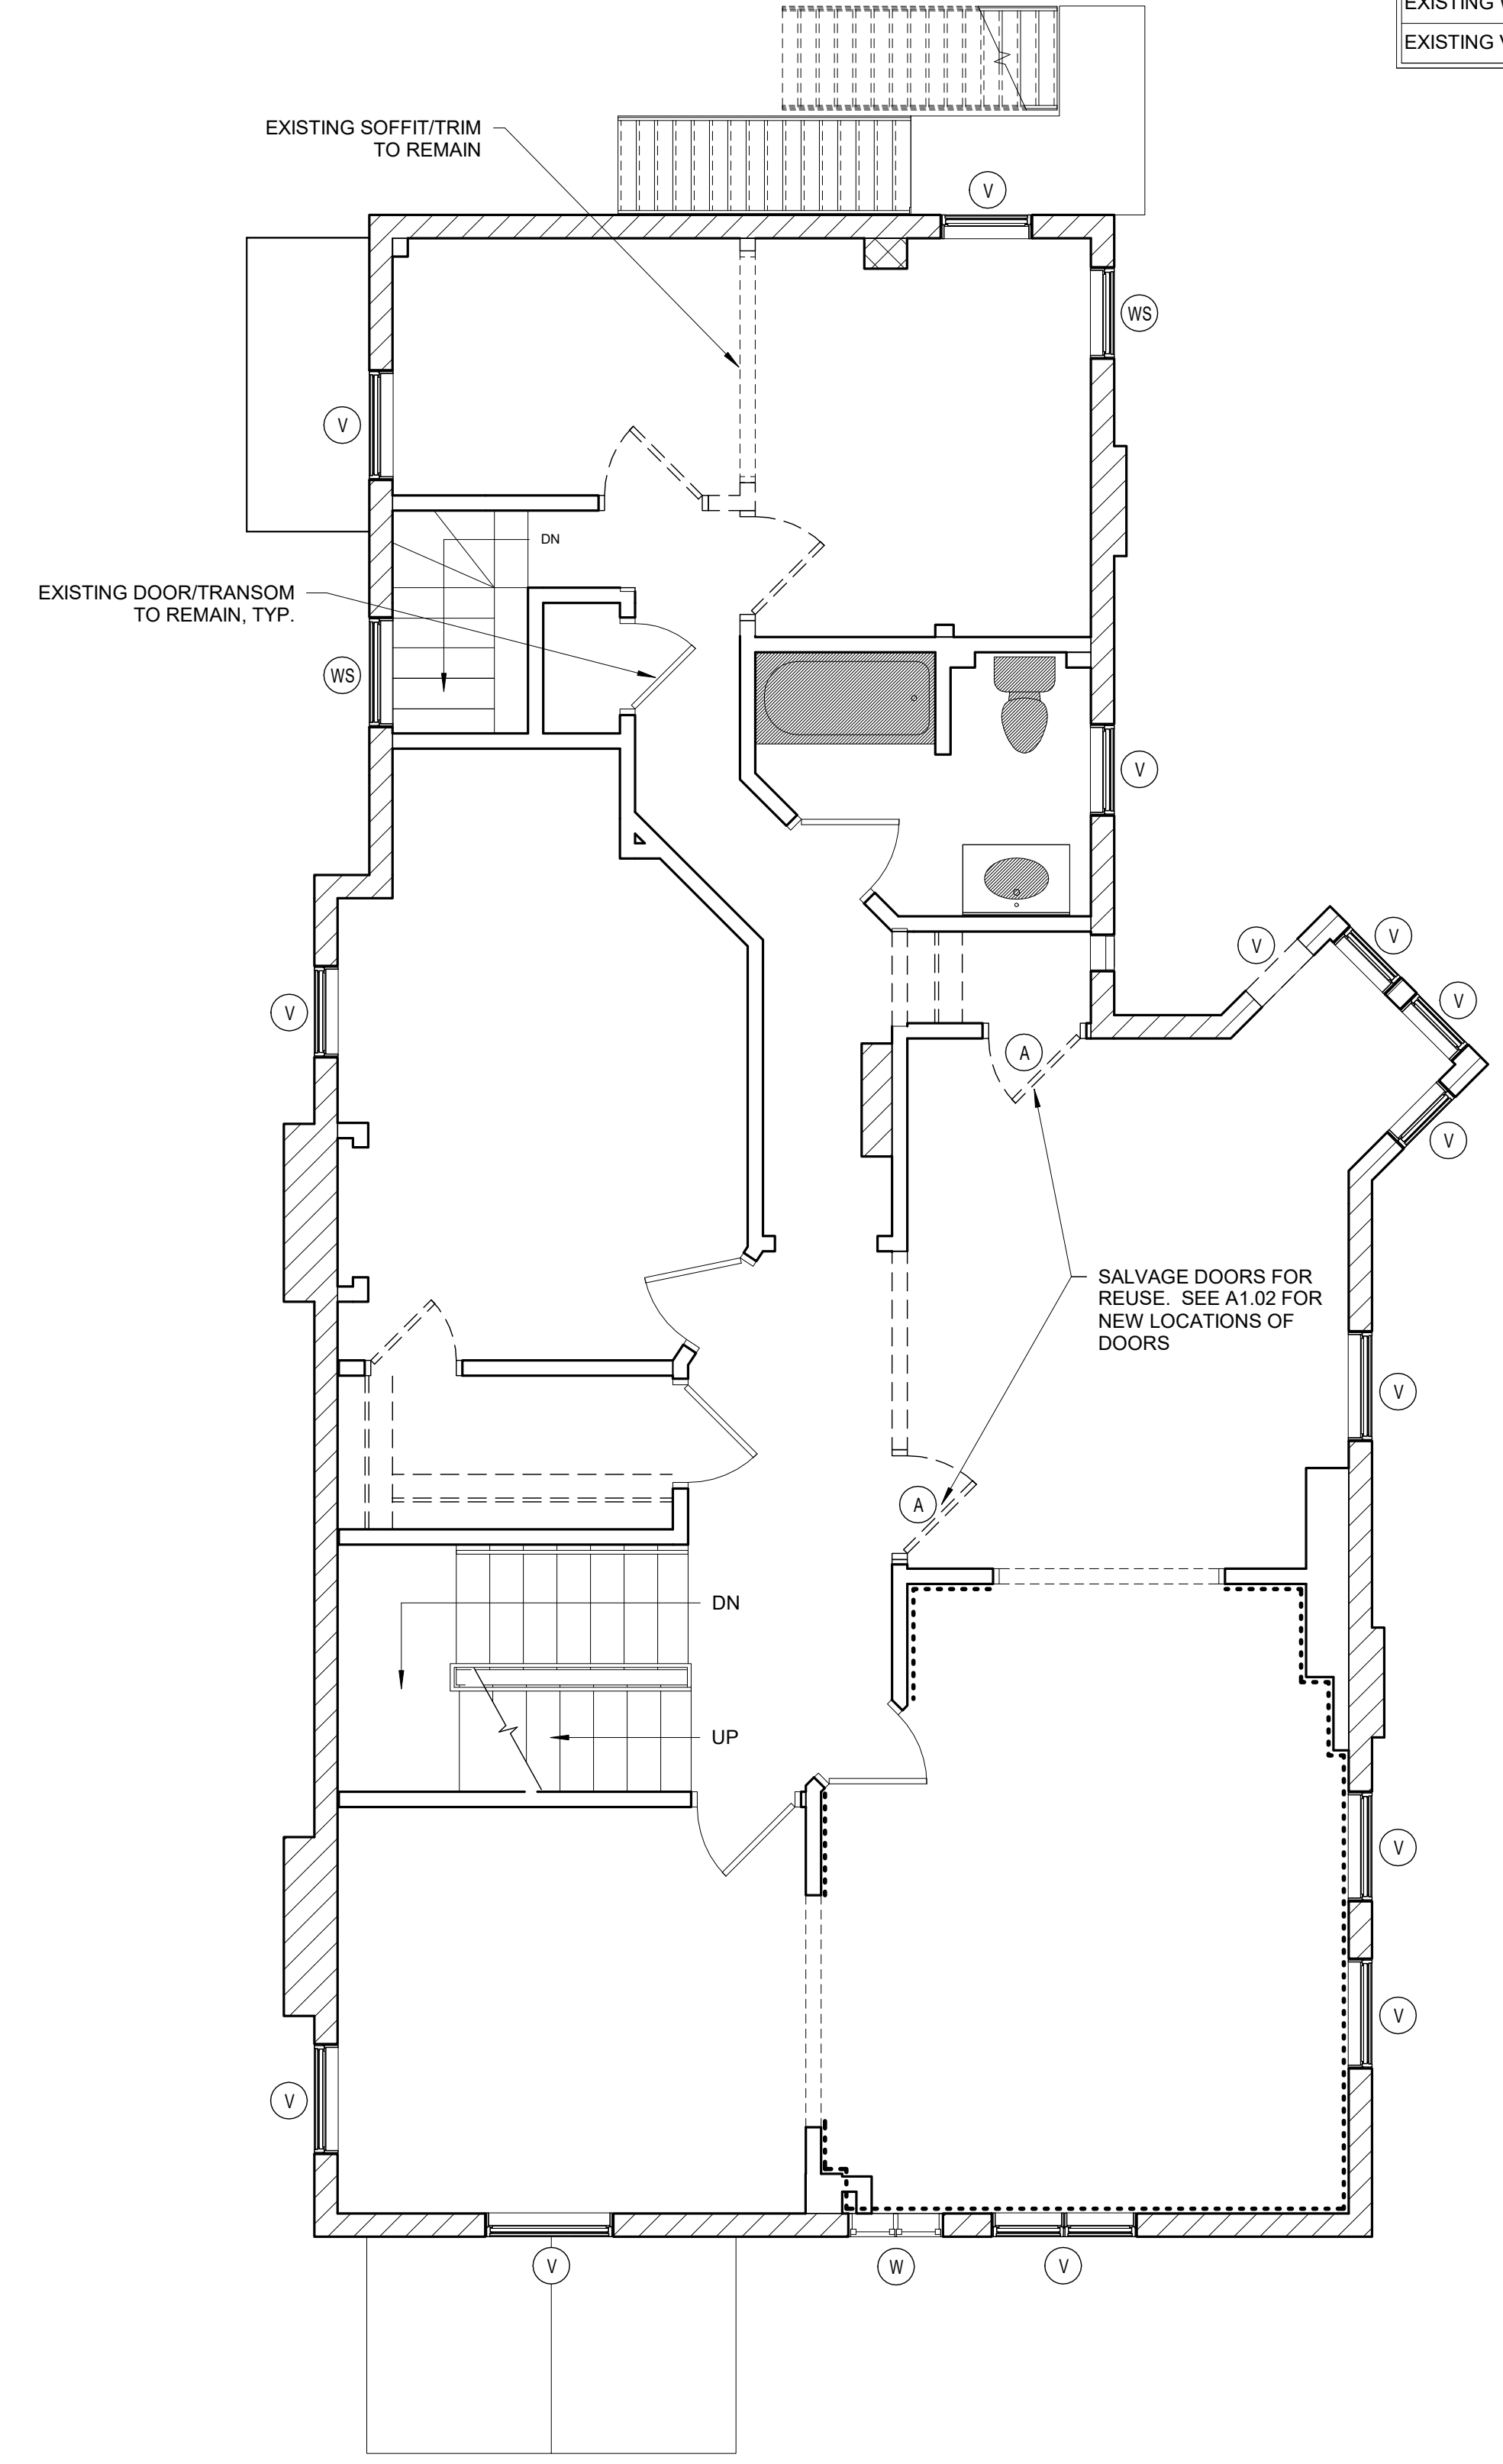 EXISTING W
EXISTING V
EXISTING SOFFIT/TRIM
TO REMAIN
V
WS
V
DN
EXISTING DOOR/TRANSOM
TO REMAIN, TYP.
WS
V
V
V
V
V
A
V
SALVAGE DOORS FOR
REUSE. SEE A1.02 FOR
NEW LOCATIONS OF
DOORS
V
A
DN
UP
V
V
V
V
W
V